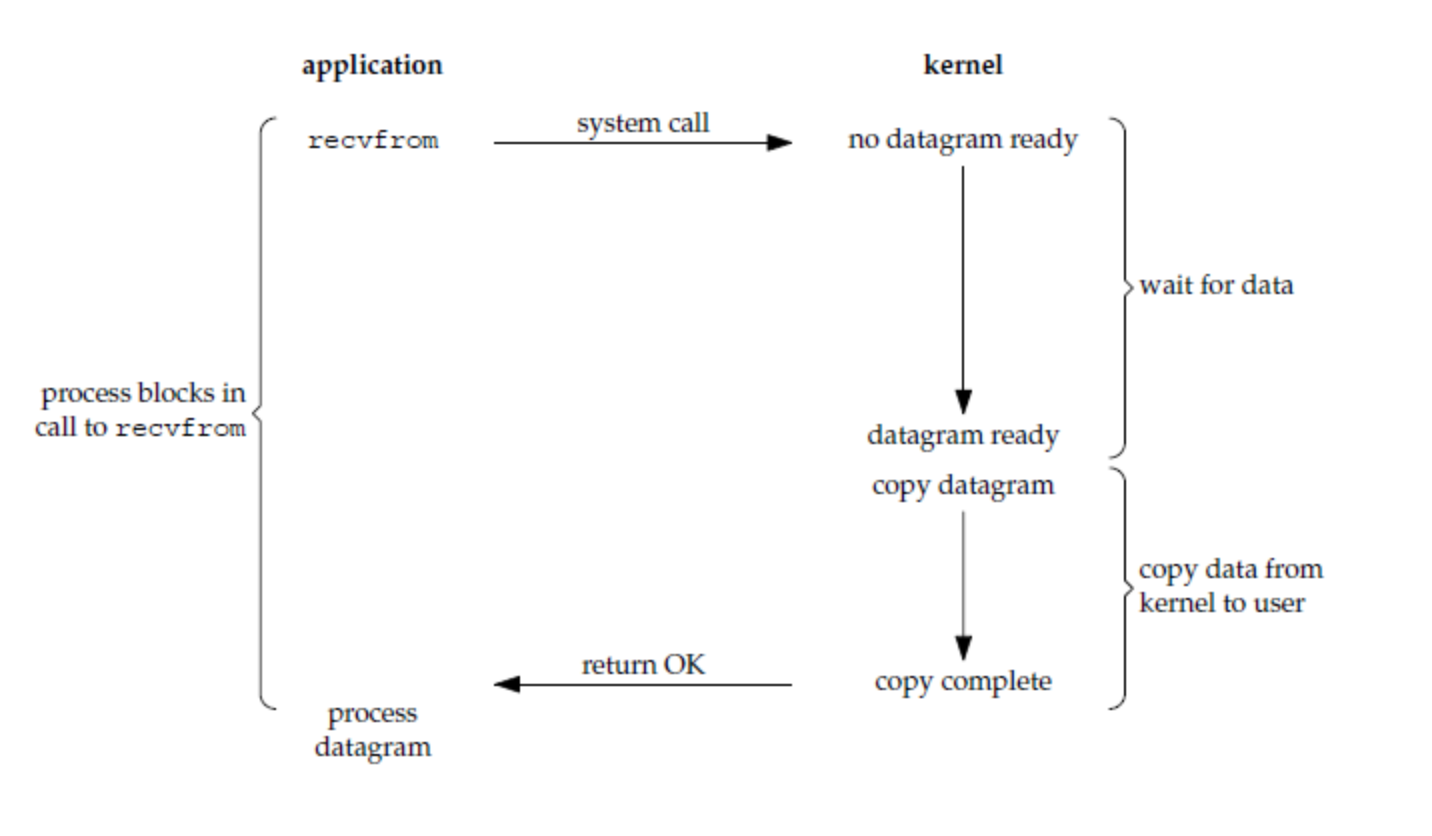 application
kernel
recvfrom
system call
no datagram ready
wait for data
process blocks in
call to recvfrom
datagram ready
copy datagram
copy data from
kernel to user
return OK
copy complete
process
datagram